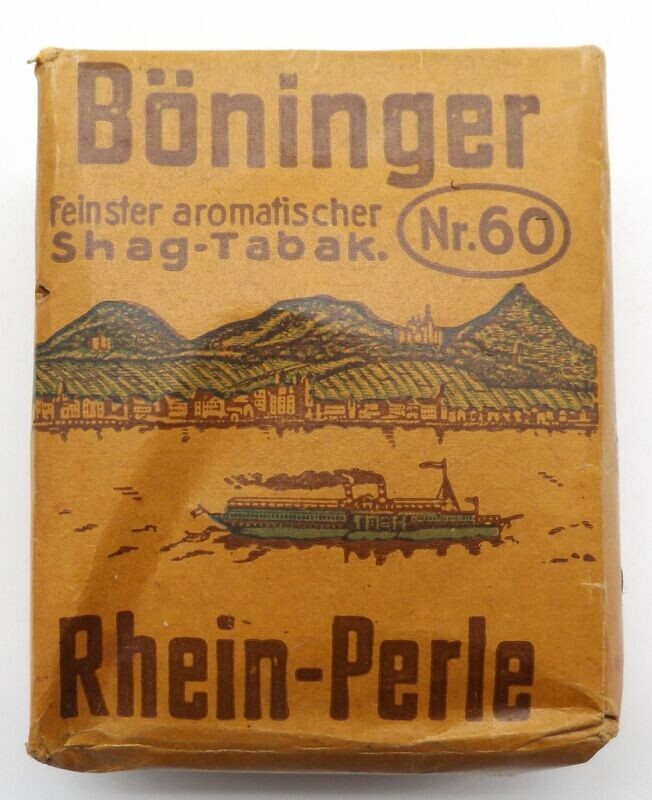 Böninger
Feinster aromatischer
Shag-Tabak.
Nr.60
Rhein-Perle